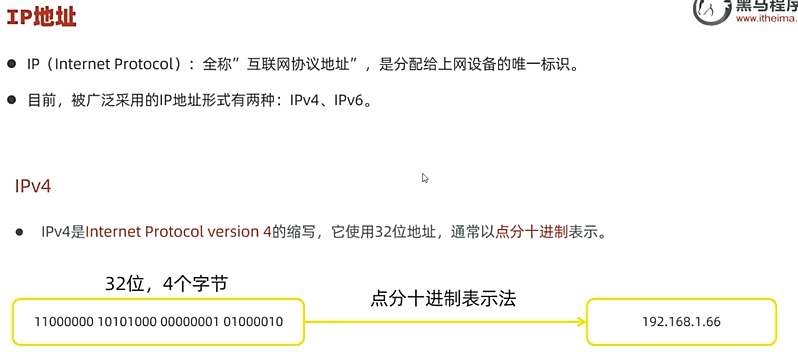 IP地址
黑马程序
www.itheima.
IP（Internet Protocol）：全称”互联网协议地址”，是分配给上网设备的唯一标识。
目前，被广泛采用的IP地址形式有两种：IPv4、IPv6。
IPv4
IPv4是Internet Protocol version 4的缩写，它使用32位地址，通常以点分十进制表示。
32位，4个字节
点分十进制表示法
11000000 10101000 00000001 01000010
192.168.1.66